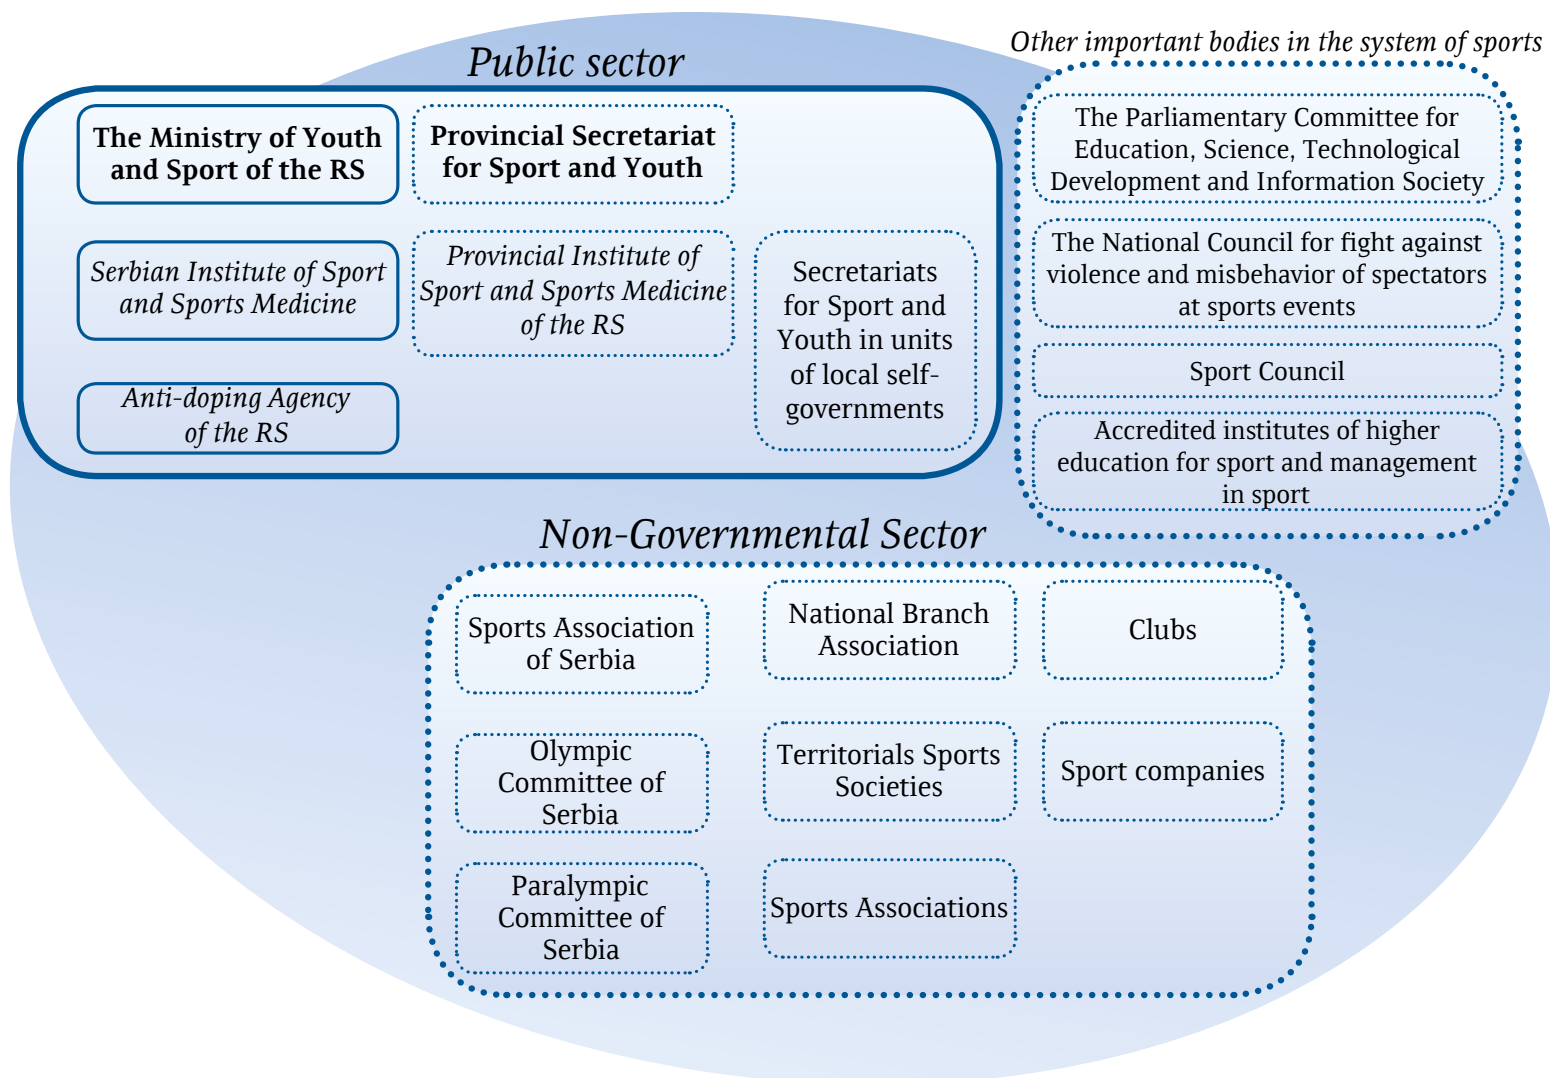 Public sector
The Ministry of Youth
and Sport of the RS
Provincial Secretariat
for Sport and Youth
Serbian Institute of Sport
and Sports Medicine
Provincial Institute of
Sport and Sports Medicine
of the RS
Secretariats
for Sport and
Youth in units
of local self-
governments
Anti-doping Agency
of the RS
Other important bodies in the system of sports
The Parliamentary Committee for
Education, Science, Technological
Development and Information Society
The National Council for fight against
violence and misbehavior of spectators
at sports events
Sport Council
Accredited institutes of higher
education for sport and management
in sport
Non-Governmental Sector
Sports Association
of Serbia
National Branch
Association
Clubs
Olympic
Committee of
Serbia
Territorials Sports
Societies
Sport companies
Paralympic
Committee of
Serbia
Sports Associations